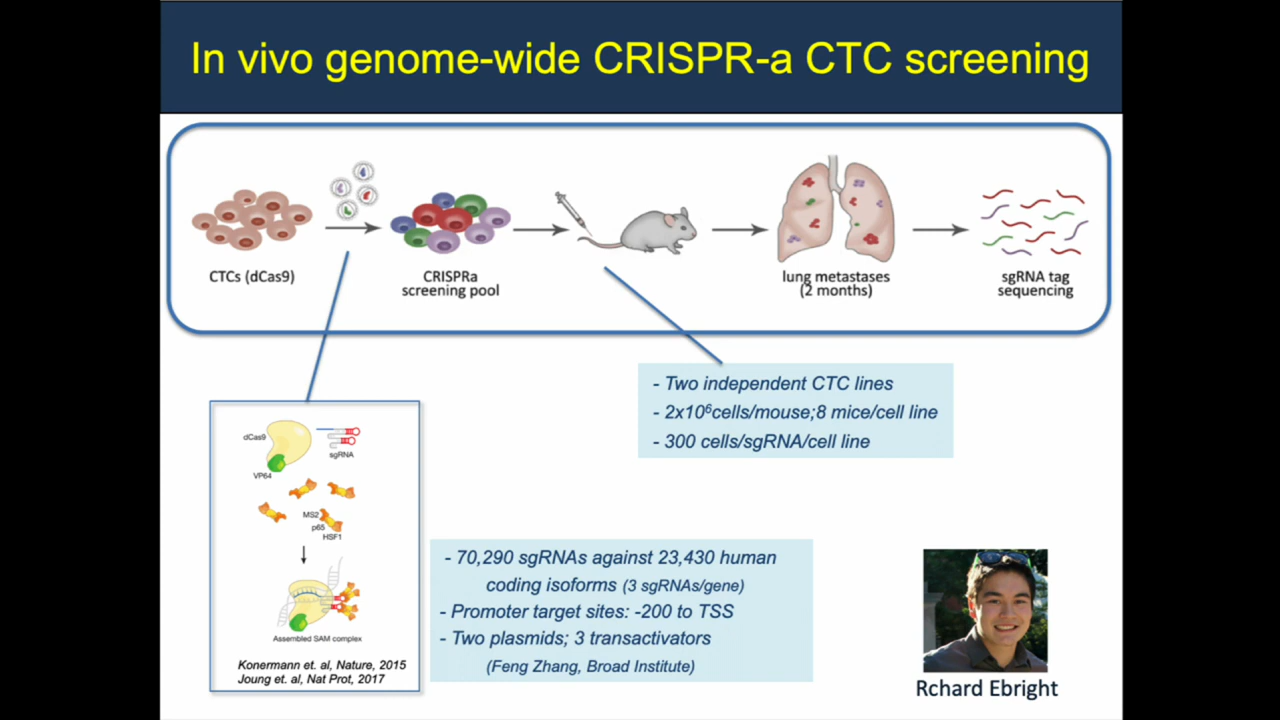 In vivo genome-wide CRISPR-a CTC screening
CTCs (dCas9)
CRISPRa
screening pool
lung metastases
(2 months)
sgRNA tag
sequencing
- Two independent CTC lines
- 2x10⁶cells/mouse;8 mice/cell line
- 300 cells/sgRNA/cell line
dCas9
sgRNA
VP64
MS2
p65
HSF1
Assembled SAM complex
Konermann et. al, Nature, 2015
Joung et. al, Nat Prot, 2017
- 70,290 sgRNAs against 23,430 human
coding isoforms (3 sgRNAs/gene)
- Promoter target sites: -200 to TSS
- Two plasmids; 3 transactivators
(Feng Zhang, Broad Institute)
Rchard Ebright